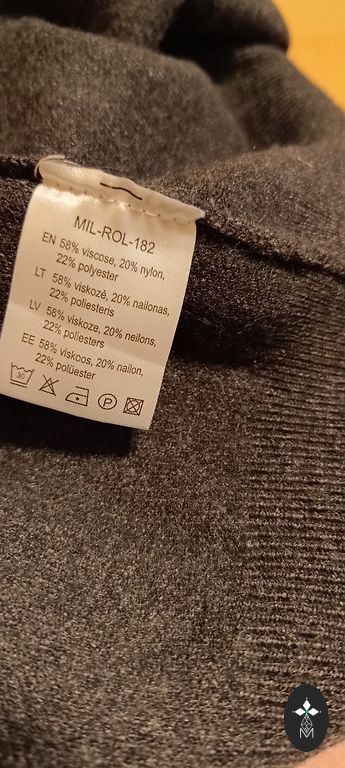 MIL-ROL-182
EN 58% viscose, 20% nylon,
22% polyester
LT 58% viskozė, 20% nailonas,
22% poliesteris
LV 58% viskoze, 20% neilons,
22% poliesters
EE 58% viskoos, 20% nailon,
22% polüester
30 P
M